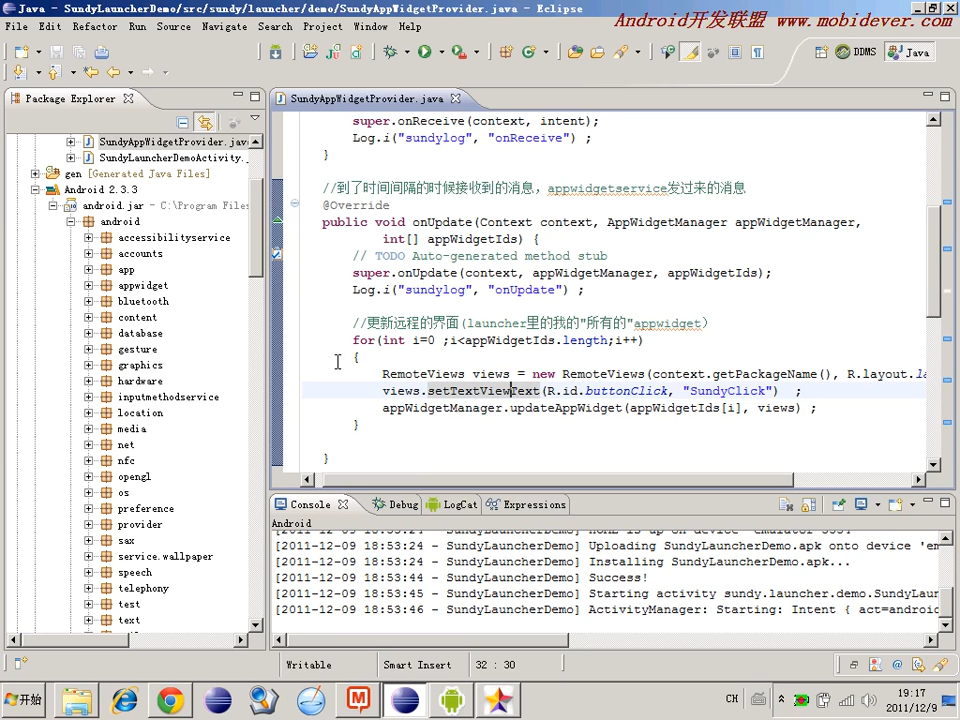 Java - SundyLauncherDemo/src/sundy/launcher/demo/SundyAppWidgetProvider.java - Eclipse
Android开发联盟 www.mobidever.com
File Edit Refactor Run Source Navigate Search Project Window Help
DDMS Java
Package Explorer
SundyAppWidgetProvider.java
SundyLauncherDemoActivity.
gen [Generated Java Files]
Android 2.3.3
android.jar - C:\Program Files
android
accessibilityservice
accounts
app
appwidget
bluetooth
content
database
gesture
graphics
hardware
inputmethodservice
location
media
net
nfc
opengl
os
preference
provider
sax
service.wallpaper
speech
telephony
test
text
SundyAppWidgetProvider.java
super.onReceive(context, intent);
Log.i("sundylog", "onReceive") ;
}
//到了时间间隔的时候接收到的消息，appwidgetservice发过来的消息
@Override
public void onUpdate(Context context, AppWidgetManager appWidgetManager,
int[] appWidgetIds) {
// TODO Auto-generated method stub
super.onUpdate(context, appWidgetManager, appWidgetIds);
Log.i("sundylog", "onUpdate") ;
//更新远程的界面(launcher里的我的"所有的"appwidget）
for(int i=0 ;i<appWidgetIds.length;i++)
{
RemoteViews views = new RemoteViews(context.getPackageName(), R.layout.la
views.setTextViewText(R.id.buttonClick, "SundyClick") ;
appWidgetManager.updateAppWidget(appWidgetIds[i], views) ;
}
}
Console Debug LogCat Expressions
Android
[2011-12-09 18:53:24 - SundyLauncherDemo] Uploading SundyLauncherDemo.apk onto device 'em
[2011-12-09 18:53:24 - SundyLauncherDemo] Installing SundyLauncherDemo.apk...
[2011-12-09 18:53:44 - SundyLauncherDemo] Success!
[2011-12-09 18:53:45 - SundyLauncherDemo] Starting activity sundy.launcher.demo.SundyLaun
[2011-12-09 18:53:46 - SundyLauncherDemo] ActivityManager: Starting: Intent { act=android
Writable Smart Insert 32 : 30
开始
CH
19:17
2011/12/9